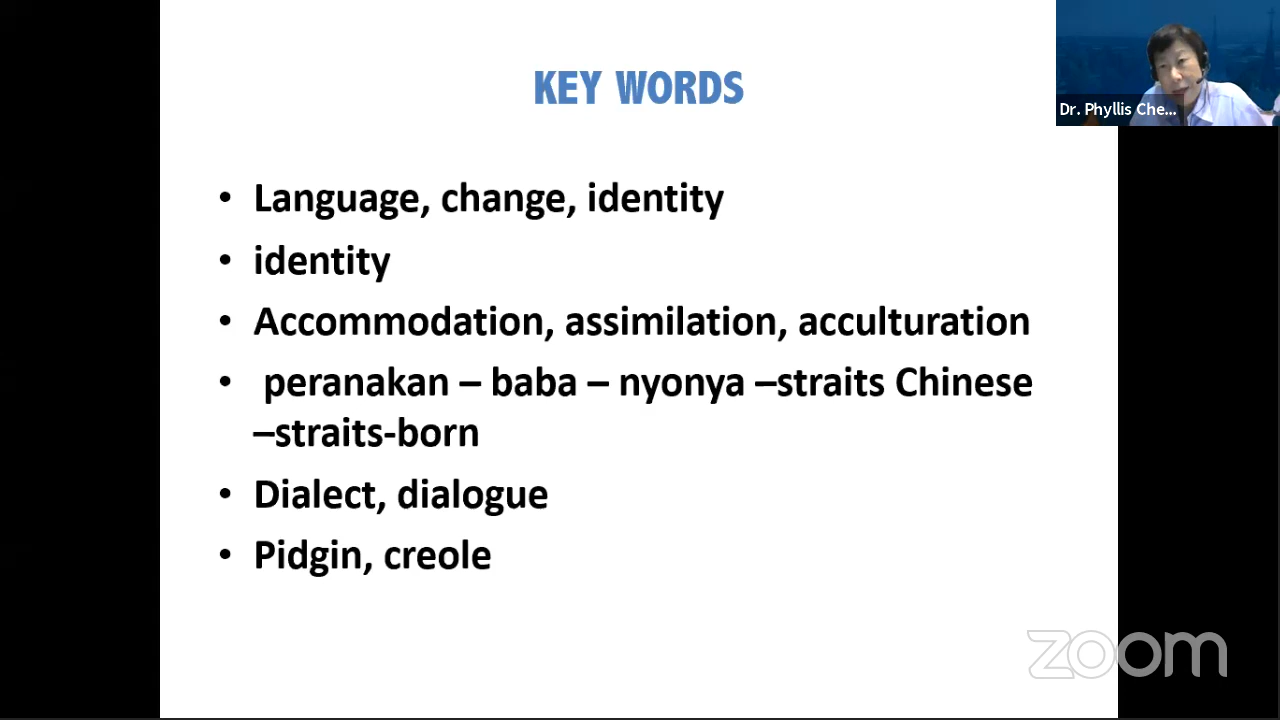 KEY WORDS
Dr. Phyllis Che...
• Language, change, identity
• identity
• Accommodation, assimilation, acculturation
• peranakan – baba – nyonya –straits Chinese
–straits-born
• Dialect, dialogue
• Pidgin, creole
zoom